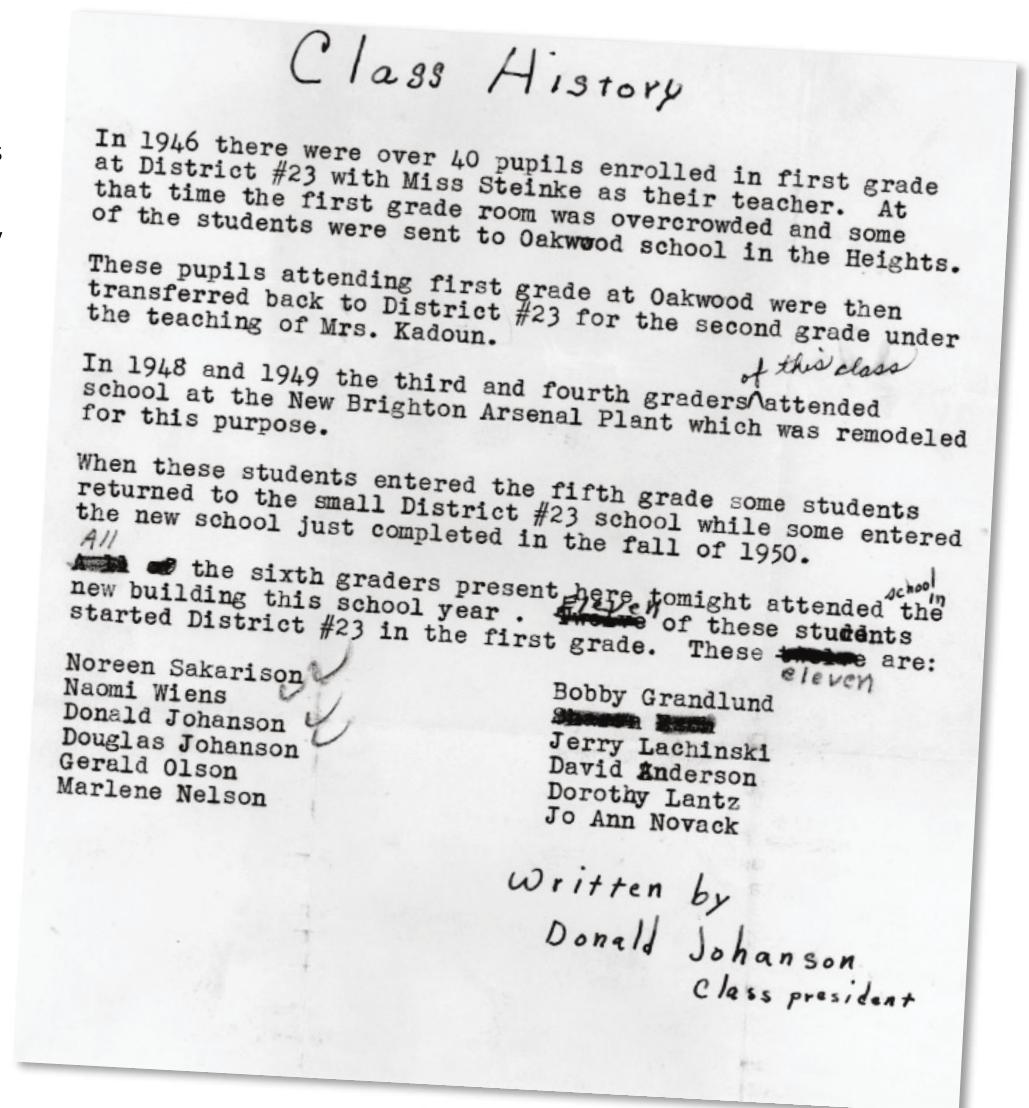 Class History
In 1946 there were over 40 pupils enrolled in first grade
at District #23 with Miss Steinke as their teacher. At
that time the first grade room was overcrowded and some
of the students were sent to Oakwood school in the Heights.
These pupils attending first grade at Oakwood were then
transferred back to District #23 for the second grade under
the teaching of Mrs. Kadoun.
of this class
In 1948 and 1949 the third and fourth graders^attended
school at the New Brighton Arsenal Plant which was remodeled
for this purpose.
When these students entered the fifth grade some students
returned to the small District #23 school while some entered
the new school just completed in the fall of 1950.
All
the sixth graders present here tomight attended school in the
new building this school year . eleven of these students
started District #23 in the first grade. These are:
eleven
Noreen Sakarison
Naomi Wiens
Donald Johanson
Douglas Johanson
Gerald Olson
Marlene Nelson
Bobby Grandlund
Jerry Lachinski
David Anderson
Dorothy Lantz
Jo Ann Novack
Written by
Donald Johanson
Class president